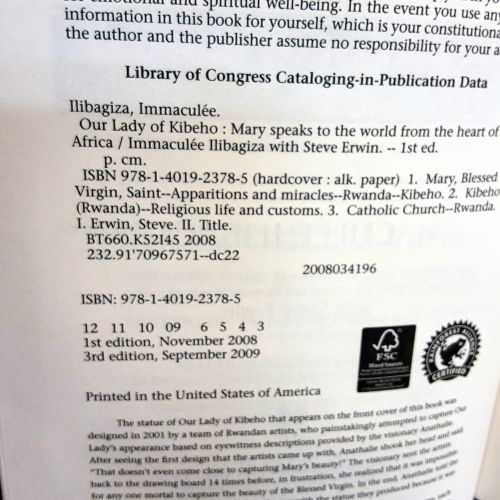 emotional and spiritual well-being. In the event you use any
information in this book for yourself, which is your constitutiona
the author and the publisher assume no responsibility for your a
Library of Congress Cataloging-in-Publication Data
Ilibagiza, Immaculée.
Our Lady of Kibeho : Mary speaks to the world from the heart of
Africa / Immaculée Ilibagiza with Steve Erwin. -- 1st ed.
p. cm.
ISBN 978-1-4019-2378-5 (hardcover : alk. paper) 1. Mary, Blessed
Virgin, Saint--Apparitions and miracles--Rwanda--Kibeho. 2. Kibeho
(Rwanda)--Religious life and customs. 3. Catholic Church--Rwanda.
I. Erwin, Steve. II. Title.
BT660.K52I45 2008
232.91'70967571--dc22
2008034196
ISBN: 978-1-4019-2378-5
12 11 10 09 6 5 4 3
1st edition, November 2008
3rd edition, September 2009
FSC
Mixed Sources
RAINFOREST ALLIANCE
CERTIFIED
Printed in the United States of America
The statue of Our Lady of Kibeho that appears on the front cover of this book was
designed in 2001 by a team of Rwandan artists, who painstakingly attempted to capture Our
Lady's appearance based on eyewitness descriptions provided by the visionary Anathalie.
After seeing the first design that the artists came up with, Anathalie shook her head and said,
"That doesn't even come close to capturing Mary's beauty!" The visionary sent the artists
back to the drawing board 14 times before, in frustration, she realized that it was impossible
for any one mortal to capture the beauty of the Blessed Virgin. In the end, Anathalie told the
with the statue they produced because it